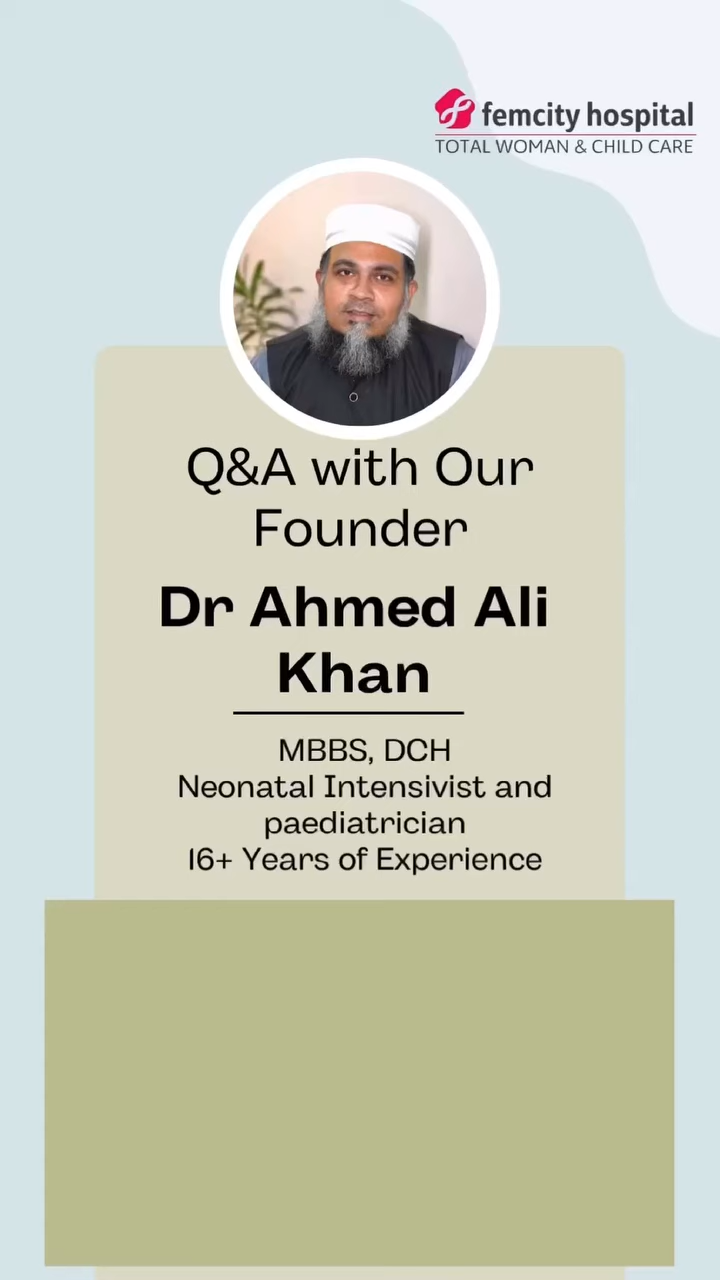 femcity hospital
TOTAL WOMAN & CHILD CARE
Q&A with Our
Founder
Dr Ahmed Ali
Khan
MBBS, DCH
Neonatal Intensivist and
paediatrician
16+ Years of Experience